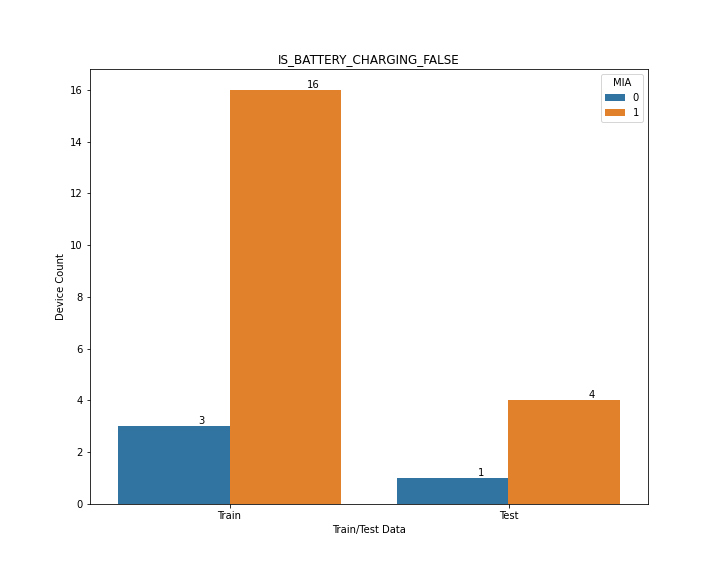 IS_BATTERY_CHARGING_FALSE
MIA
0
1
16
3
4
1
Device Count
16
14
12
10
8
6
4
2
0
Train
Test
Train/Test Data